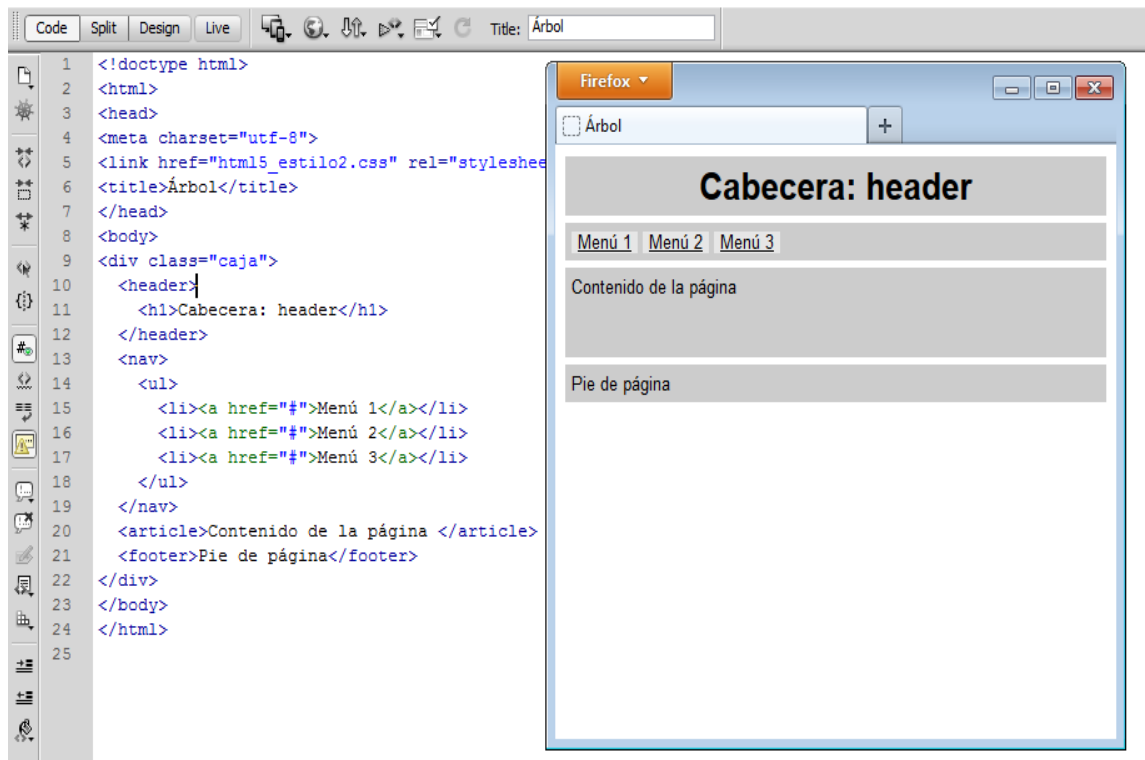 Code Split Design Live Title: Árbol
1 <!doctype html>
2 <html>
3 <head>
4 <meta charset="utf-8">
5 <link href="html5_estilo2.css" rel="styleshee
6 <title>Árbol</title>
7 </head>
8 <body>
9 <div class="caja">
10 <header>
11 <h1>Cabecera: header</h1>
12 </header>
13 <nav>
14 <ul>
15 <li><a href="#">Menú 1</a></li>
16 <li><a href="#">Menú 2</a></li>
17 <li><a href="#">Menú 3</a></li>
18 </ul>
19 </nav>
20 <article>Contenido de la página </article>
21 <footer>Pie de página</footer>
22 </div>
23 </body>
24 </html>
25
Firefox
Árbol
Cabecera: header
Menú 1 Menú 2 Menú 3
Contenido de la página
Pie de página